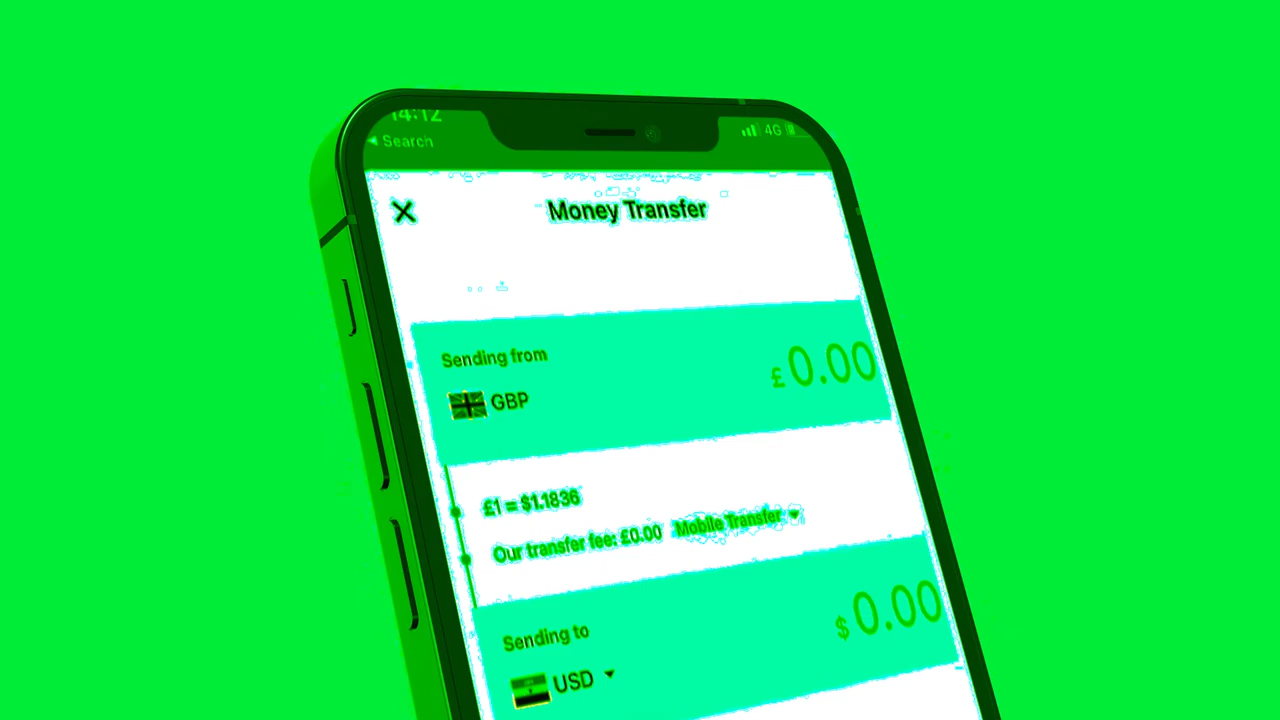 14:12
4G
Search
Money Transfer
Sending from
£0.00
GBP
£1 = $1.1836
Our transfer fee: £0.00 Mobile Transfer
Sending to
$0.00
USD